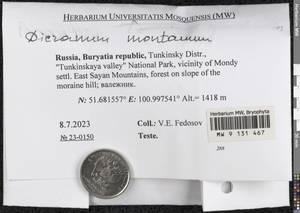 HERBARIUM UNIVERSITATIS MOSQUENSIS (MW)
Dicranum montanum
Russia, Buryatia republic, Tunkinsky Distr.,
"Tunkinskaya valley" National Park, vicinity of Mondy
settl. East Sayan Mountains, forest on slope of the
moraine hill; валежник.
N: 51.681557° E: 100.997541° Alt.= 1418 m
8.7.2023 Coll.: V.E. Fedosov
№ 23-0150 Teste.
Herbarium MW, Bryophyta
MW 9 131 467